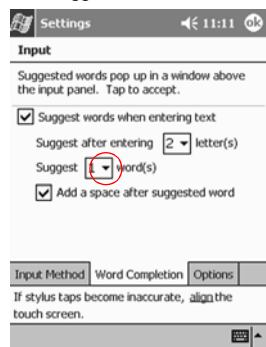 Settings 11:11 ok
Input
Suggested words pop up in a window above
the input panel. Tap to accept.
Suggest words when entering text
Suggest after entering 2 letter(s)
Suggest 1 word(s)
Add a space after suggested word
Input Method Word Completion Options
If stylus taps become inaccurate, align the
touch screen.